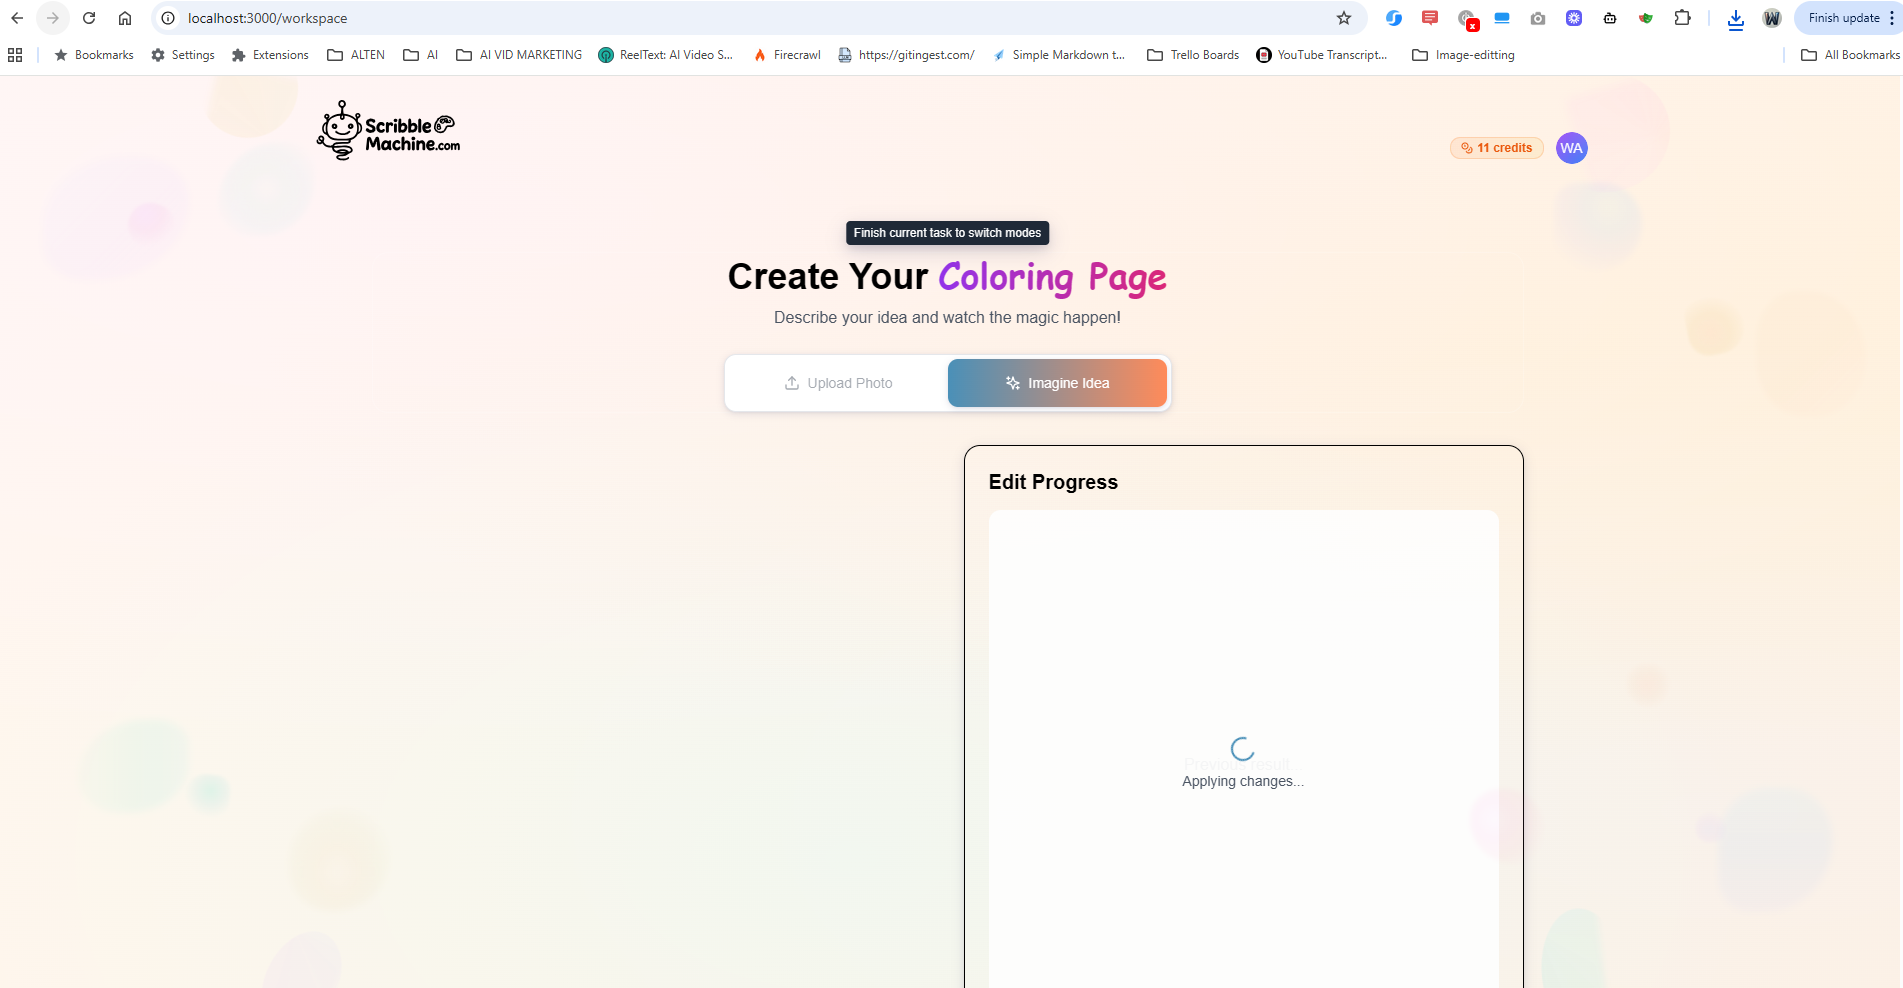 localhost:3000/workspace
Finish update
Bookmarks Settings Extensions ALTEN AI AI VID MARKETING ReelText: AI Video S... Firecrawl https://gitingest.com/ Simple Markdown t... Trello Boards YouTube Transcript... Image-editting All Bookmarks
Scribble
Machine.com
11 credits WA
Finish current task to switch modes
Create Your Coloring Page
Describe your idea and watch the magic happen!
Upload Photo Imagine Idea
Edit Progress
Previous result
Applying changes...